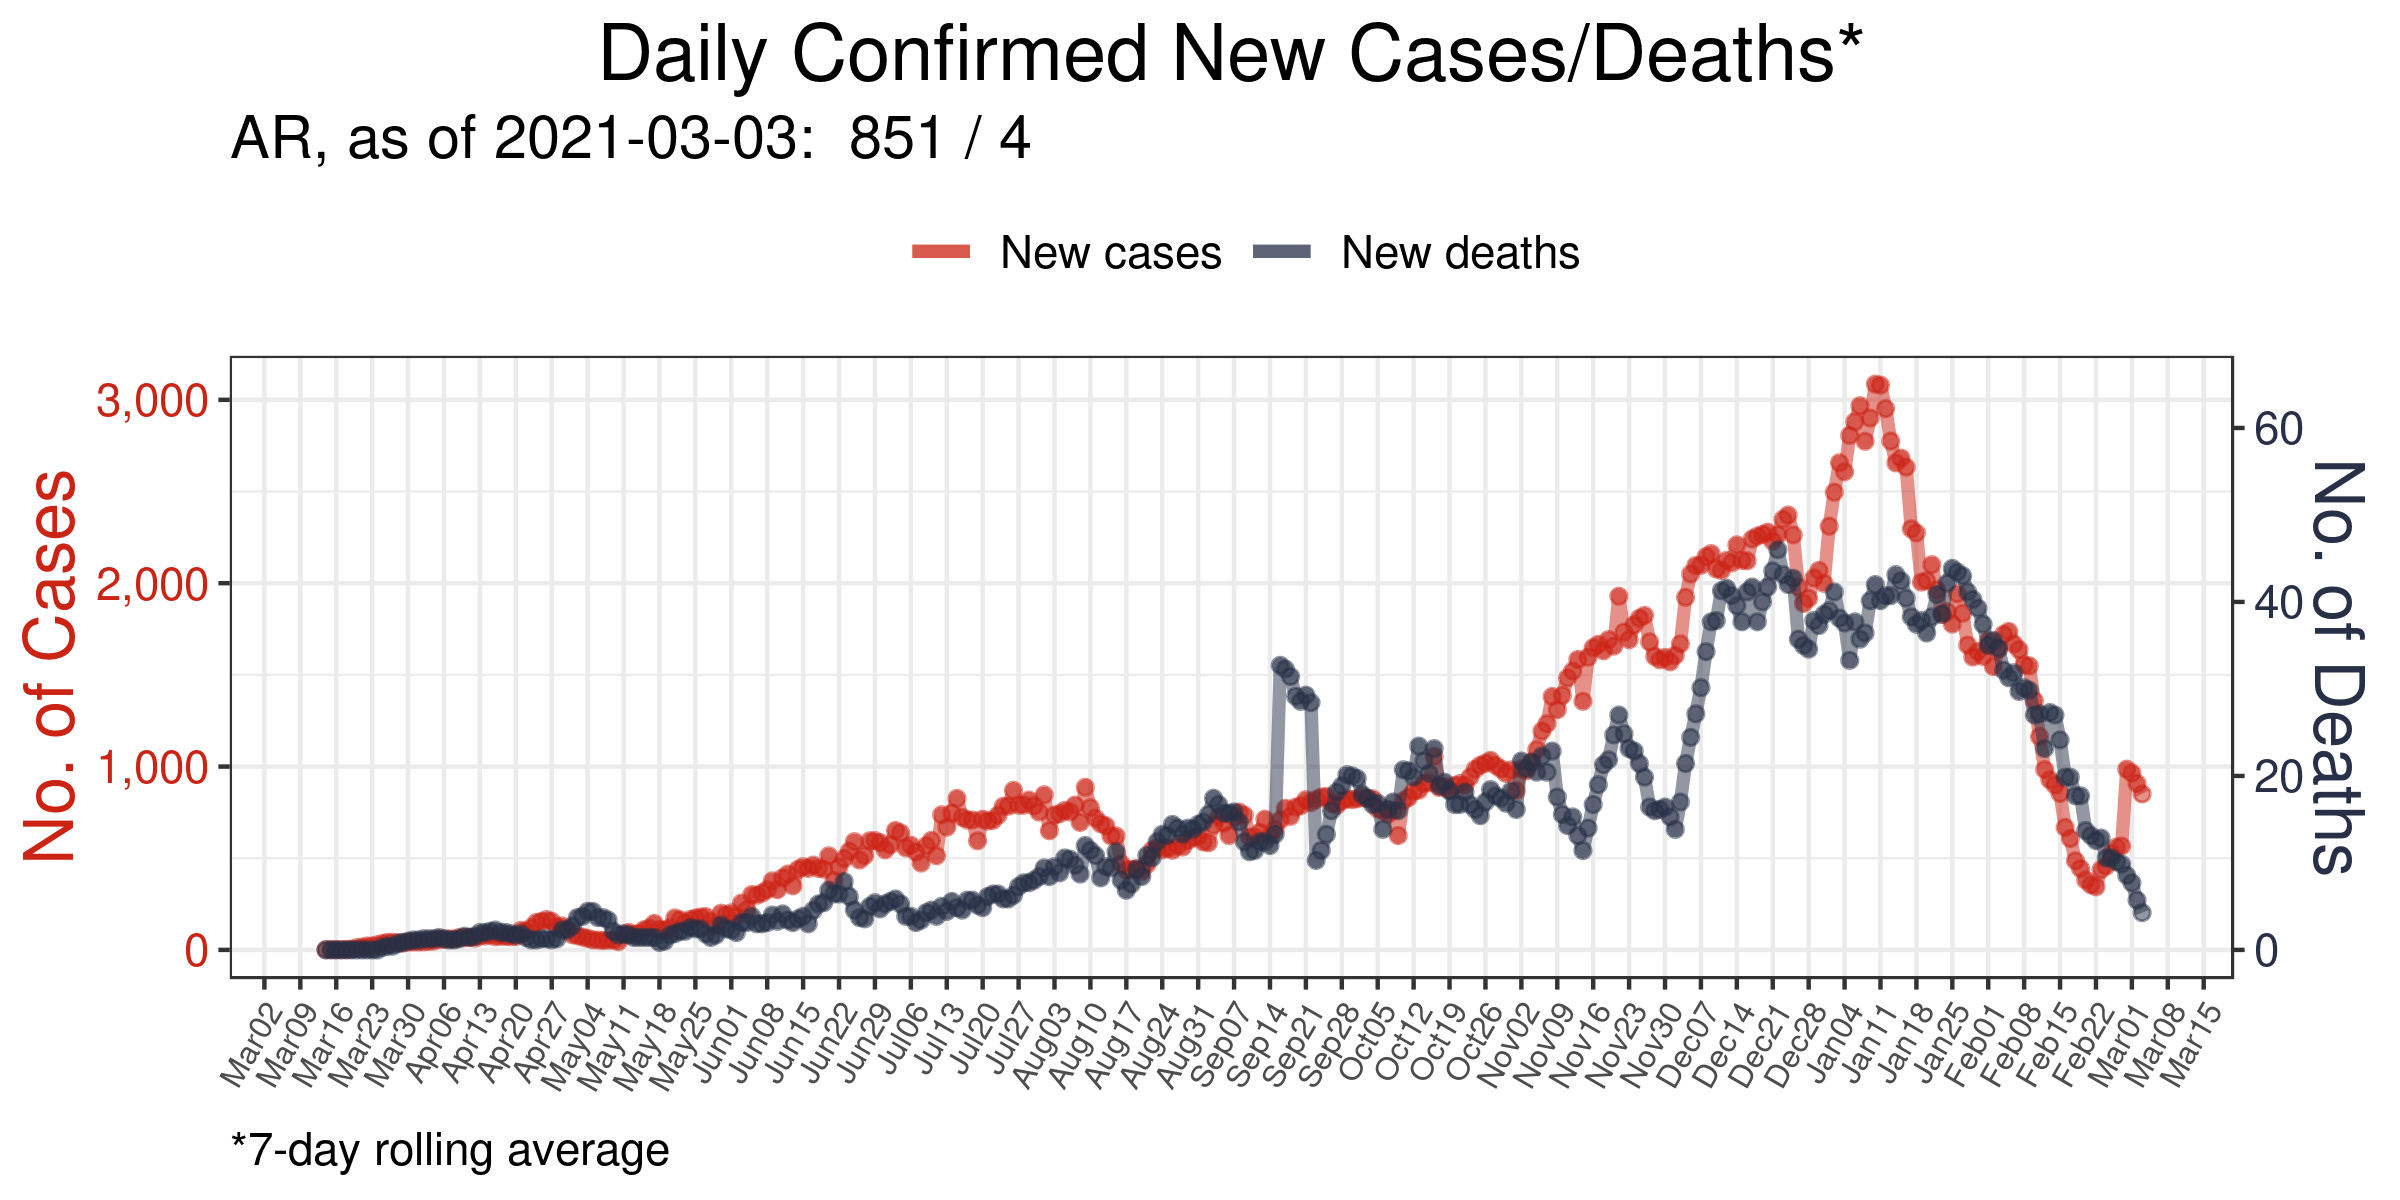 Daily Confirmed New Cases/Deaths*
AR, as of 2021-03-03:  851 / 4
New cases
New deaths
No. of Cases
3,000
2,000
1,000
0
60
40
20
0
No. of Deaths
Mar02
Mar09
Mar16
Mar23
Mar30
Apr06
Apr13
Apr20
Apr27
May04
May11
May18
May25
Jun01
Jun08
Jun15
Jun22
Jun29
Jul06
Jul13
Jul20
Jul27
Aug03
Aug10
Aug17
Aug24
Aug31
Sep07
Sep14
Sep21
Sep28
Oct05
Oct12
Oct19
Oct26
Nov02
Nov09
Nov16
Nov23
Nov30
Dec07
Dec14
Dec21
Dec28
Jan04
Jan11
Jan18
Jan25
Feb01
Feb08
Feb15
Feb22
Mar01
Mar08
Mar15
*7-day rolling average